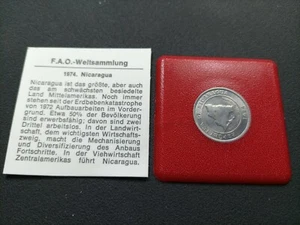 F.A.O.-Weltsammlung
1974, Nicaragua
Nicaragua ist das größte, aber auch
das am schwächsten besiedelte
Land Mittelamerikas. Noch immer
stehen seit der Erdbebenkatastrophe
von 1972 Aufbauarbeiten im Vorder-
grund. Etwa 50% der Bevölkerung
sind erwerbsfähig; davon sind zwei
Drittel arbeitslos. In der Landwirt-
schaft, dem wichtigsten Wirtschafts-
zweig, macht die Mechanisierung
und Diversifizierung des Anbaus
Fortschritte. In der Viehwirtschaft
Zentralamerikas führt Nicaragua.